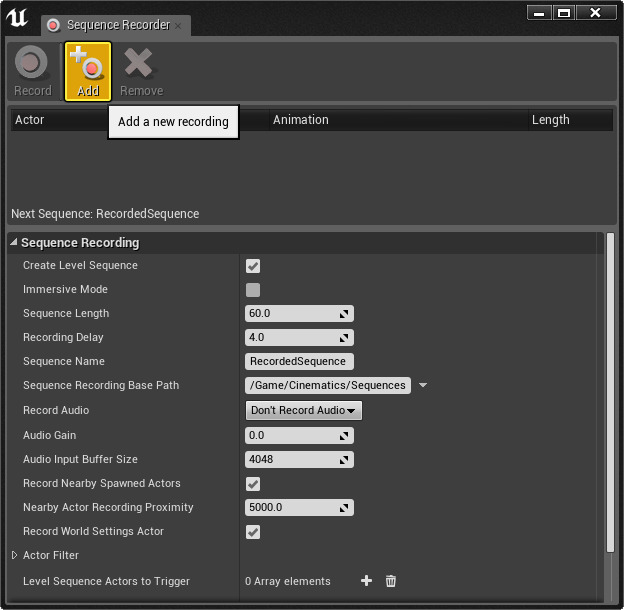 Sequence Recorder
Record Add Remove
Add a new recording
Actor Animation Length
Next Sequence: RecordedSequence
Sequence Recording
Create Level Sequence
Immersive Mode
Sequence Length 60.0
Recording Delay 4.0
Sequence Name RecordedSequence
Sequence Recording Base Path /Game/Cinematics/Sequences
Record Audio Don't Record Audio
Audio Gain 0.0
Audio Input Buffer Size 4048
Record Nearby Spawned Actors
Nearby Actor Recording Proximity 5000.0
Record World Settings Actor
Actor Filter
Level Sequence Actors to Trigger 0 Array elements